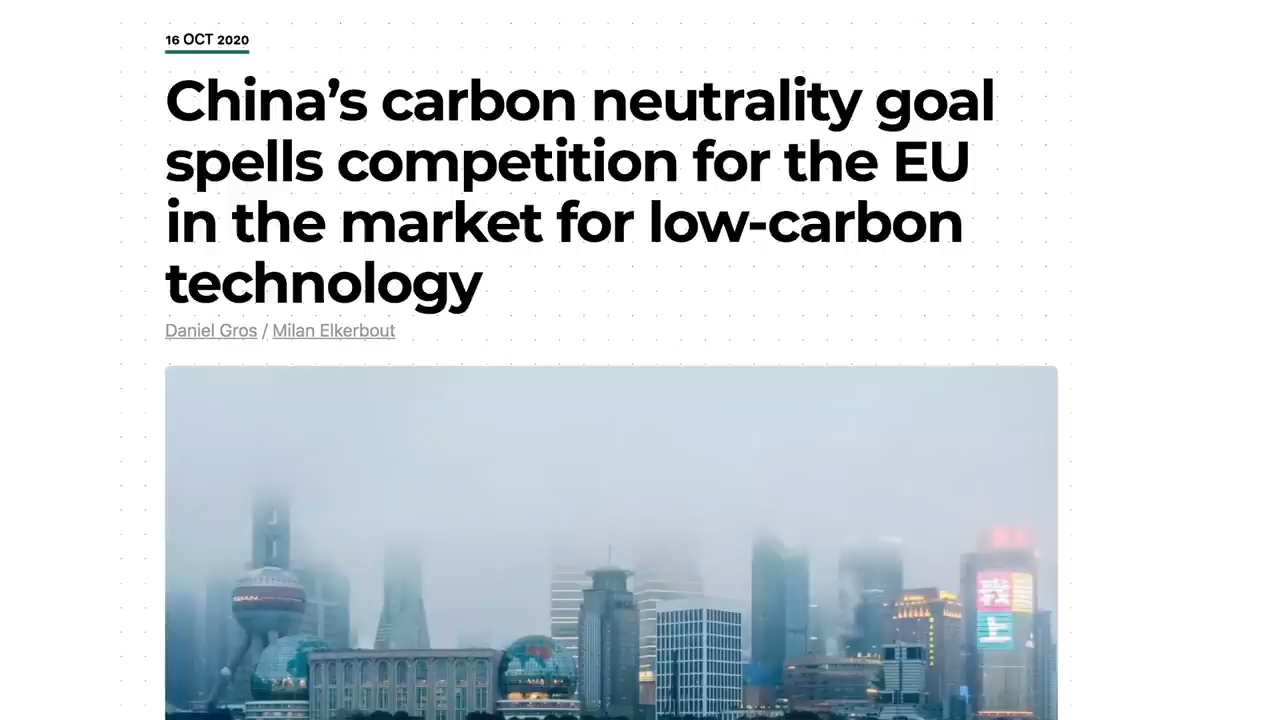 16 OCT 2020
China’s carbon neutrality goal
spells competition for the EU
in the market for low-carbon
technology
Daniel Gros / Milan Elkerbout